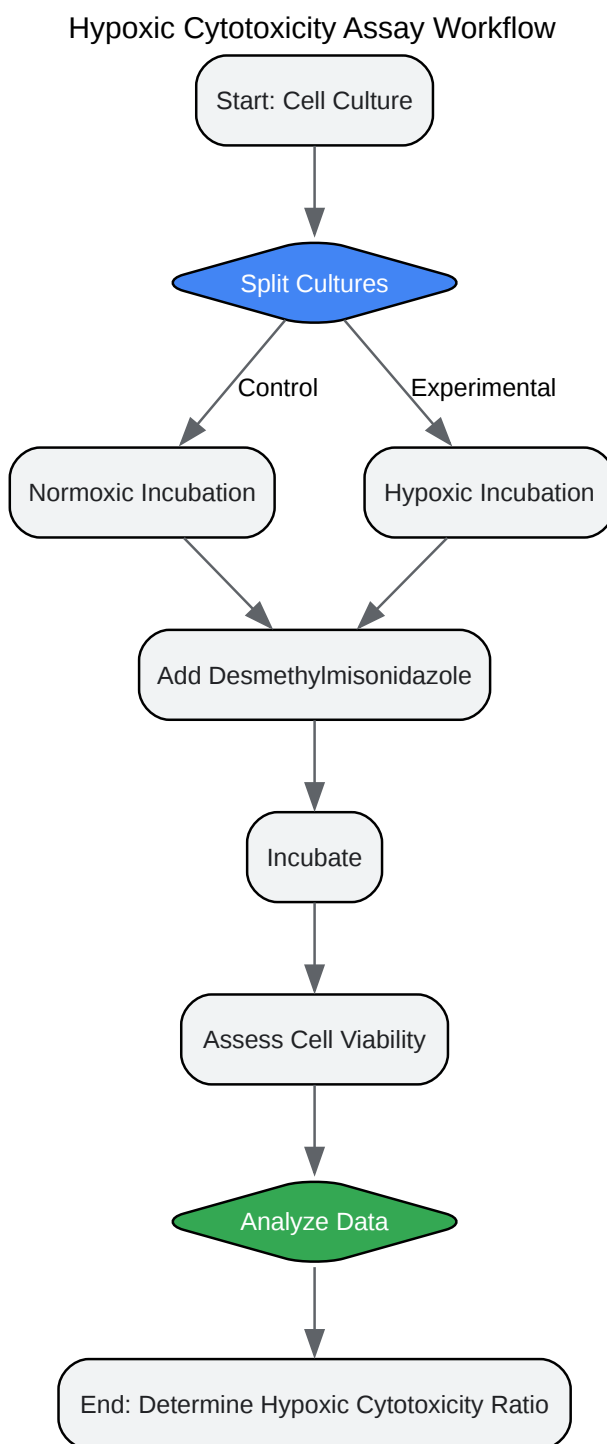 Hypoxic Cytotoxicity Assay Workflow
Start: Cell Culture
Split Cultures
Control
Experimental
Normoxic Incubation
Hypoxic Incubation
Add Desmethylmisonidazole
Incubate
Assess Cell Viability
Analyze Data
End: Determine Hypoxic Cytotoxicity Ratio